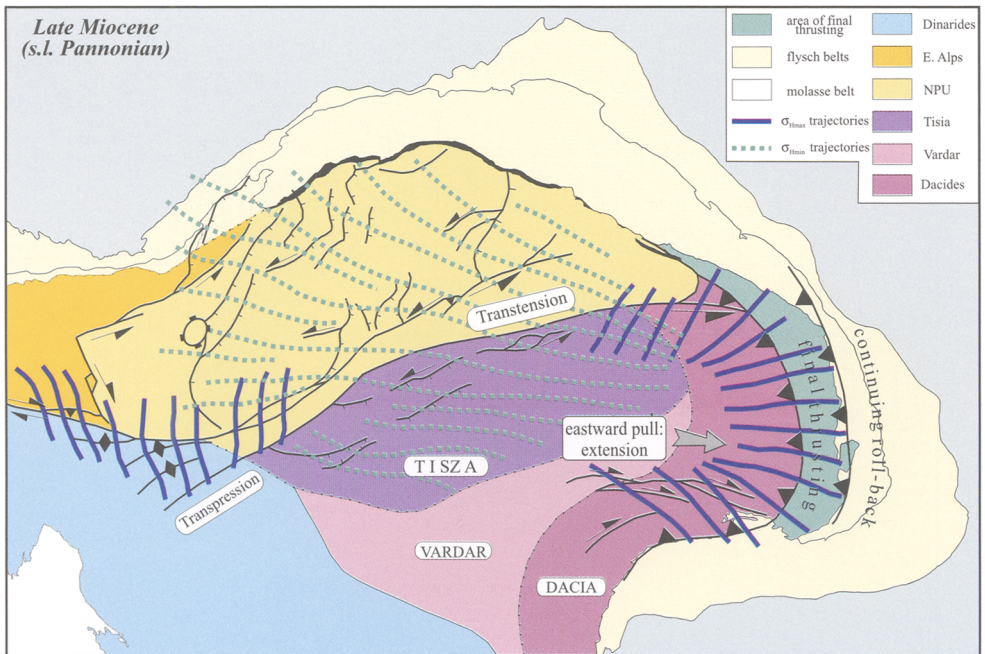 Late Miocene
(s.l. Pannonian)
area of final
thrusting
flysch belts
molasse belt
σHmax trajectories
σHmin trajectories
Dinarides
E. Alps
NPU
Tisia
Vardar
Dacides
Transtension
final thrusting
continuing roll-back
eastward pull:
extension
TISZA
Transpression
VARDAR
DACIA